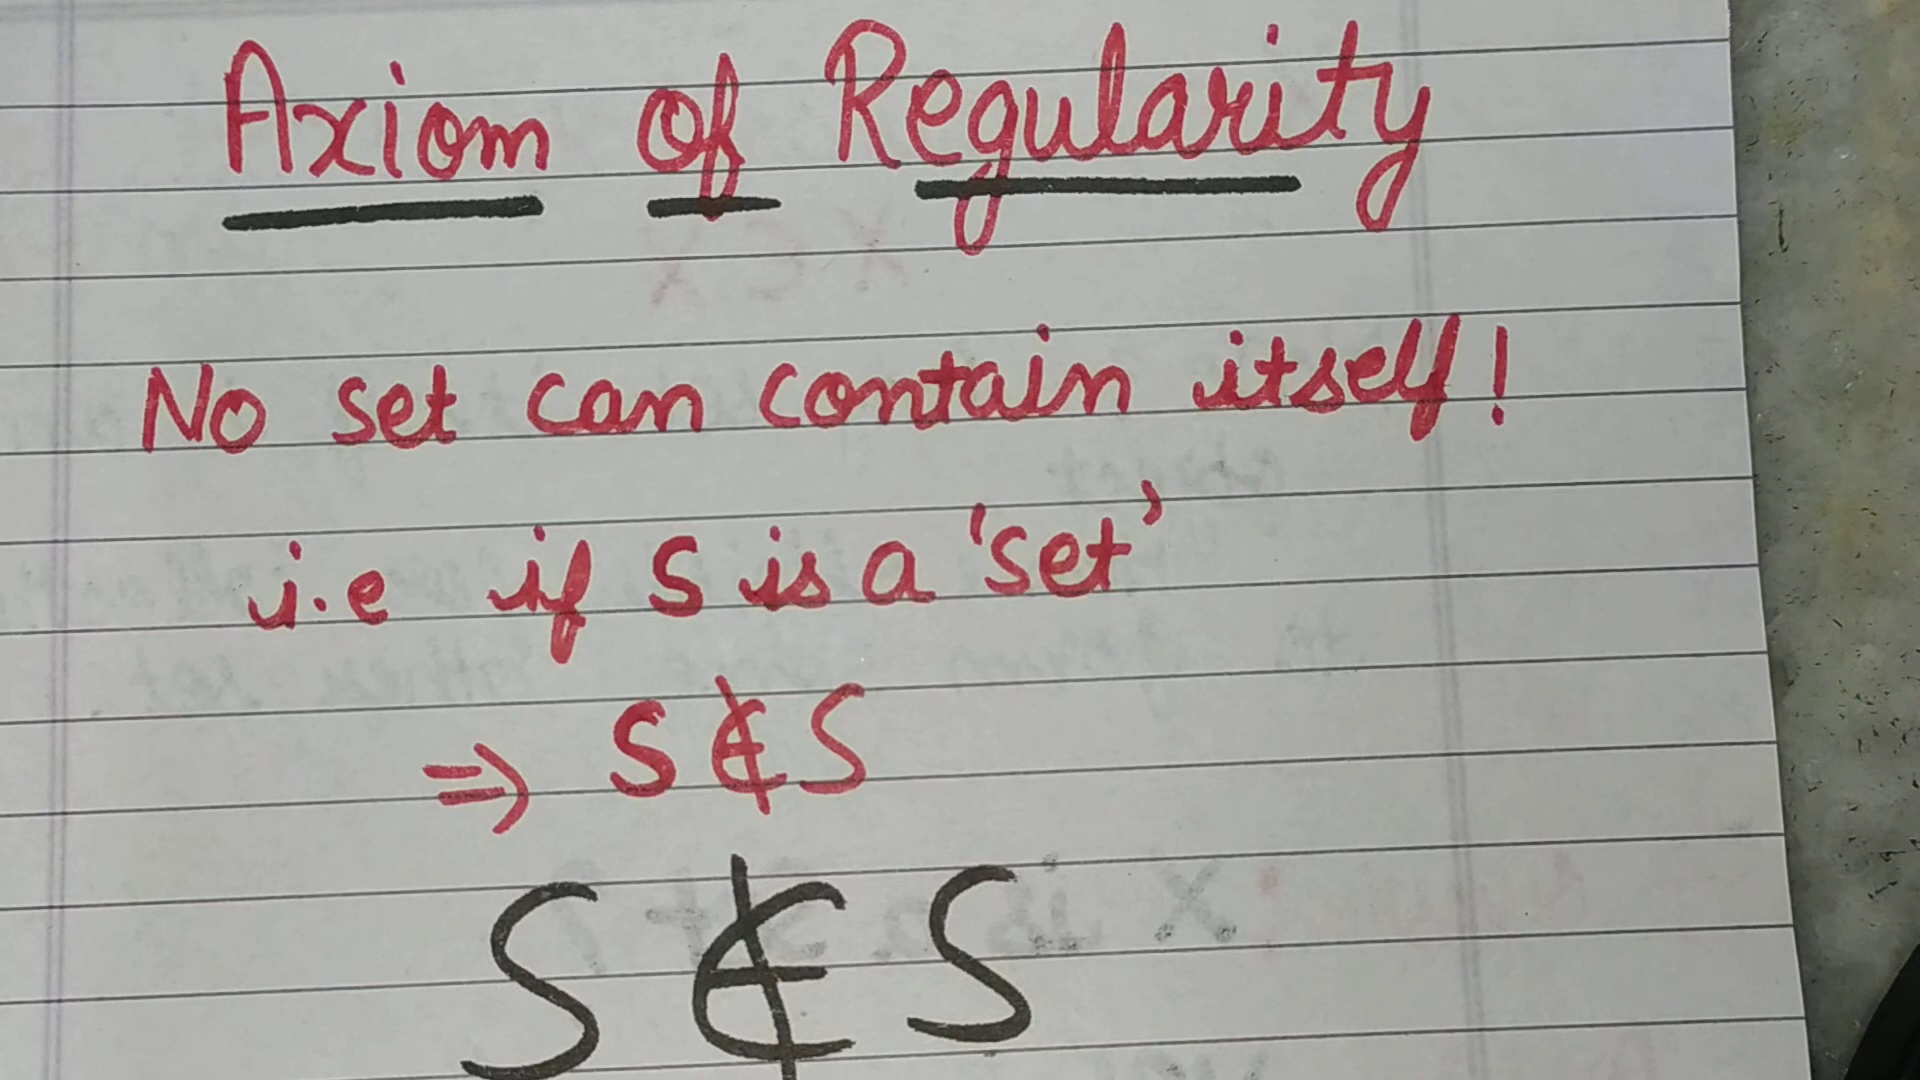 Axiom of Regularity
No set can contain itself!
i.e if S is a 'set'
⇒ S ∉ S
S ∉ S